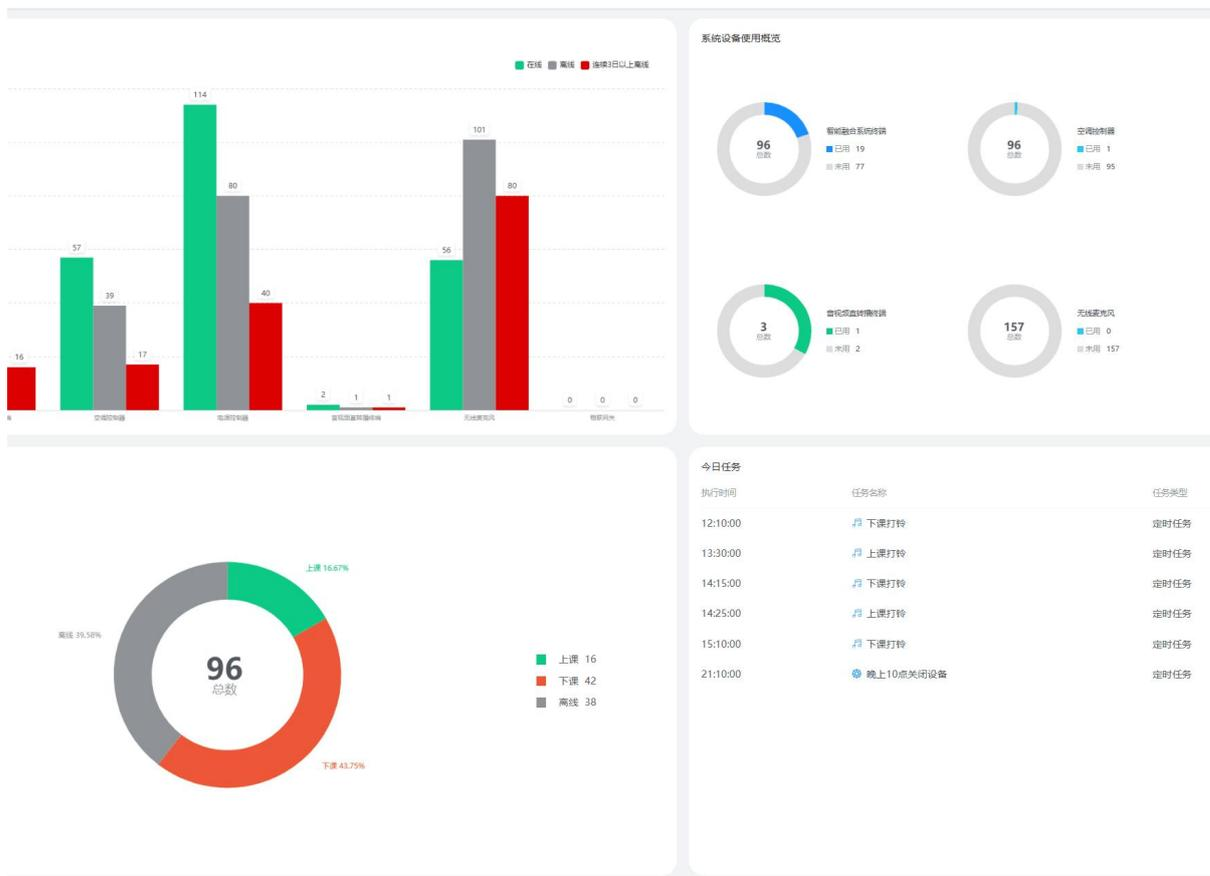 在线 离线 连续3日以上离线
114
101
80
80
57
56
39
40
16
17
2
1
1
0
0
0
端
空调控制器
电源控制器
音视频直转播终端
无线麦克风
物联网关
系统设备使用概览
96
总数
智能融合系统终端
已用 19
未用 77
96
总数
空调控制器
已用 1
未用 95
3
总数
音视频直转播终端
已用 1
未用 2
157
总数
无线麦克风
已用 0
未用 157
上课 16.67%
离线 39.58%
96
总数
下课 43.75%
上课 16
下课 42
离线 38
今日任务
执行时间 任务名称 任务类型
12:10:00 下课打铃 定时任务
13:30:00 上课打铃 定时任务
14:15:00 下课打铃 定时任务
14:25:00 上课打铃 定时任务
15:10:00 下课打铃 定时任务
21:10:00 晚上10点关闭设备 定时任务